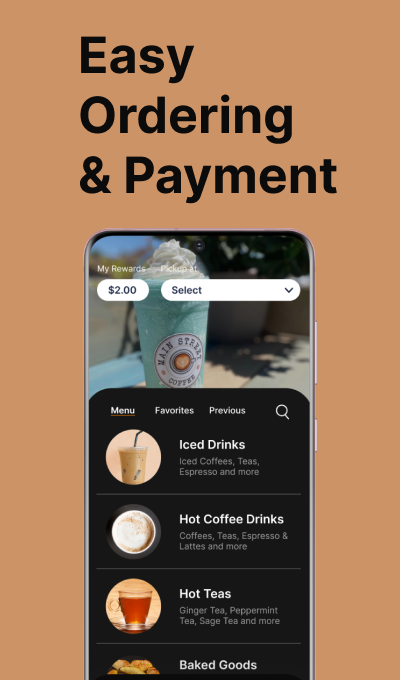 Easy
Ordering
& Payment
My Rewards
Pickup at
$2.00
Select
MAIN STREET
COFFEE
Menu
Favorites
Previous
Iced Drinks
Iced Coffees, Teas,
Espresso and more
Hot Coffee Drinks
Coffees, Teas, Espresso &
Lattes and more
Hot Teas
Ginger Tea, Peppermint
Tea, Sage Tea and more
Baked Goods